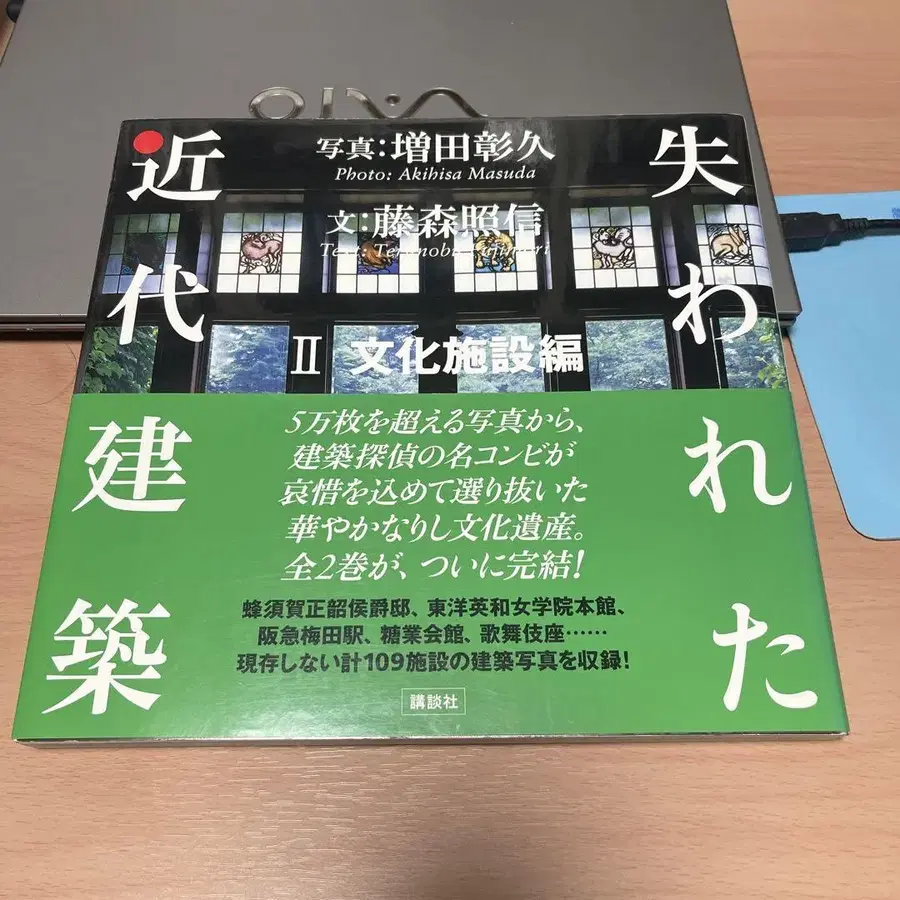 VAIO
失われた
近代建築
写真:増田彰久
Photo: Akihisa Masuda
文:藤森照信
Text: Terunobu Fujimori
II 文化施設編
5万枚を超える写真から、
建築探偵の名コンビが
哀惜を込めて選り抜いた
華やかなりし文化遺産。
全2巻が、ついに完結!
蜂須賀正韶侯爵邸、東洋英和女学院本館、
阪急梅田駅、糖業会館、歌舞伎座……
現存しない計109施設の建築写真を収録!
講談社